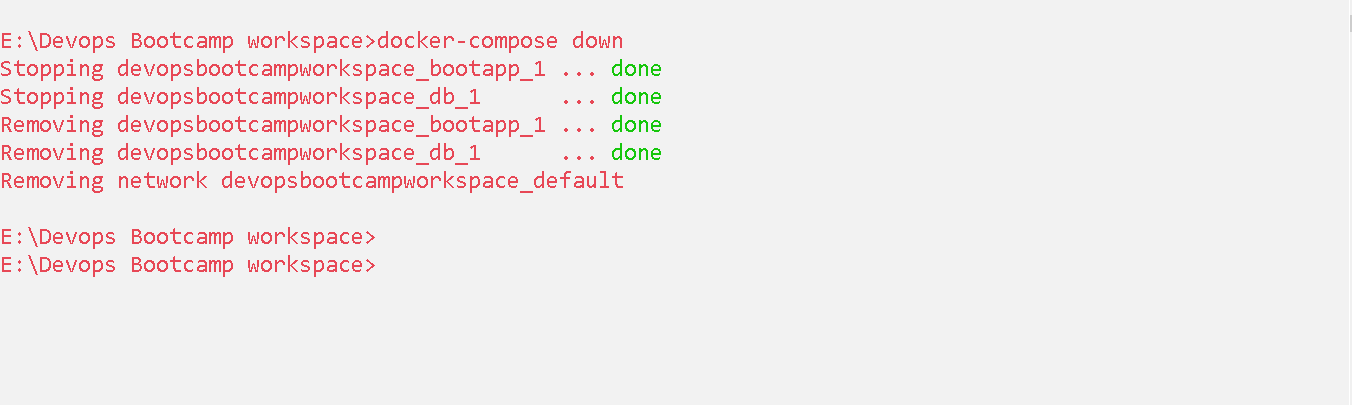 E:\Devops Bootcamp workspace>docker-compose down
Stopping devopsbootcampworkspace_bootapp_1 ... done
Stopping devopsbootcampworkspace_db_1      ... done
Removing devopsbootcampworkspace_bootapp_1 ... done
Removing devopsbootcampworkspace_db_1      ... done
Removing network devopsbootcampworkspace_default
E:\Devops Bootcamp workspace>
E:\Devops Bootcamp workspace>